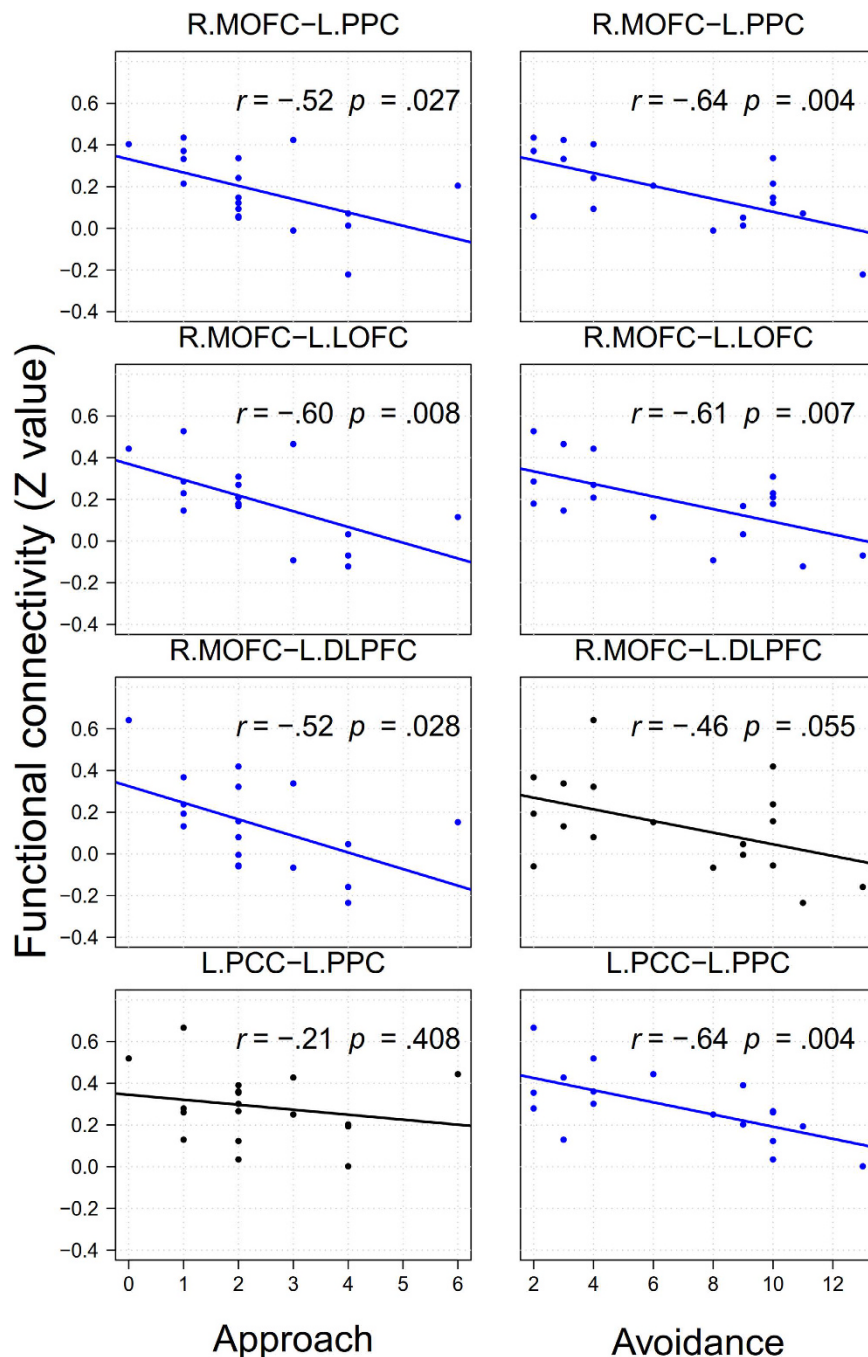 R.MOFC−L.PPC
R.MOFC−L.PPC
r = −.52 p = .027
r = −.64 p = .004
0.6
0.4
0.2
0.0
−0.2
−0.4
R.MOFC−L.LOFC
R.MOFC−L.LOFC
r = −.60 p = .008
r = −.61 p = .007
0.6
0.4
0.2
0.0
−0.2
−0.4
R.MOFC−L.DLPFC
R.MOFC−L.DLPFC
r = −.52 p = .028
r = −.46 p = .055
0.6
0.4
0.2
0.0
−0.2
−0.4
L.PCC−L.PPC
L.PCC−L.PPC
r = −.21 p = .408
r = −.64 p = .004
0.6
0.4
0.2
0.0
−0.2
−0.4
Functional connectivity (Z value)
0 1 2 3 4 5 6
2 4 6 8 10 12
Approach
Avoidance